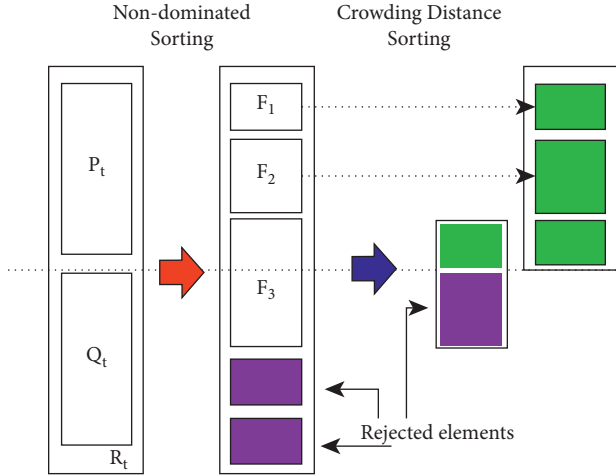 Non-dominated
Sorting
Crowding Distance
Sorting
P_t
Q_t
R_t
F_1
F_2
F_3
Rejected elements